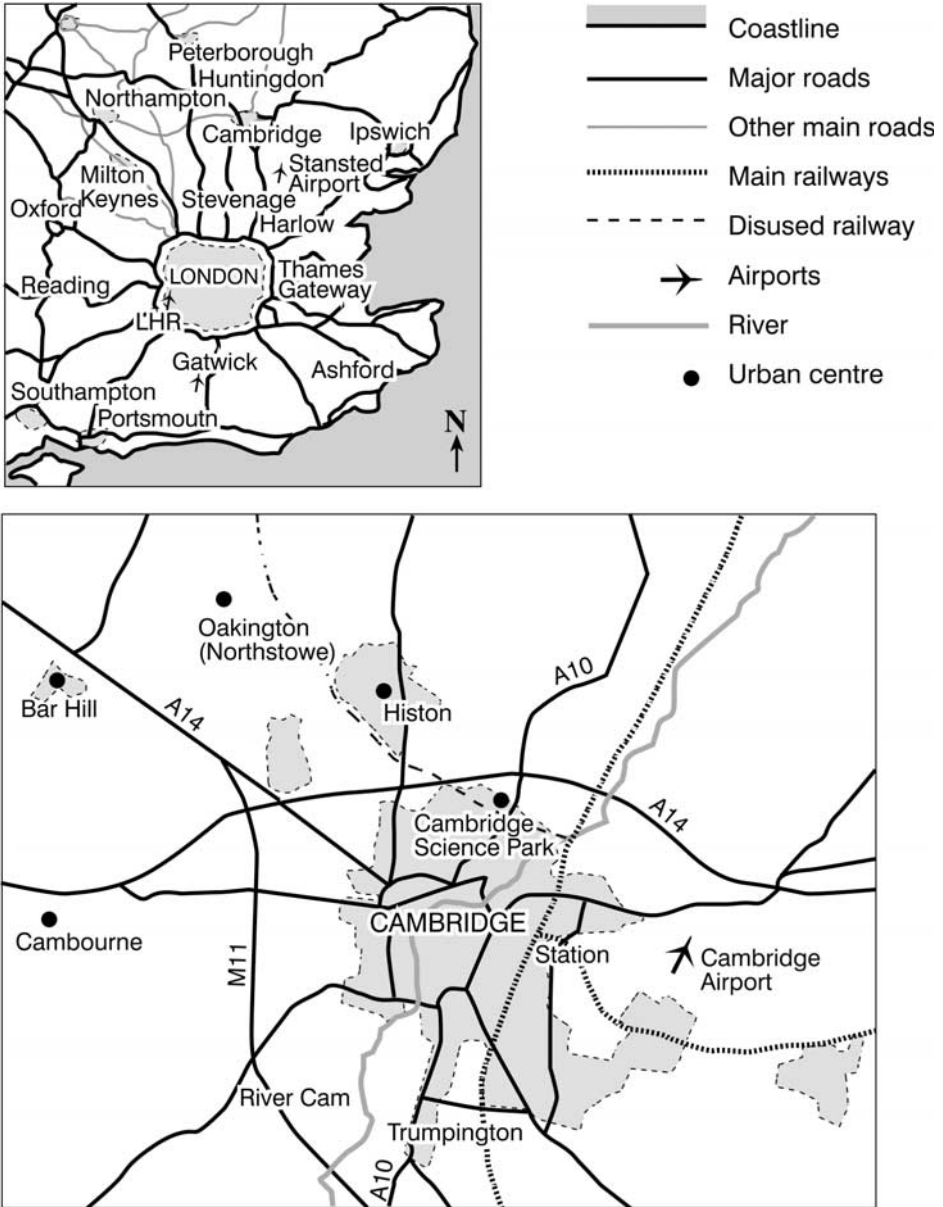 Peterborough
Huntingdon
Northampton
Cambridge
Ipswich
Stansted
Airport
Milton
Keynes
Stevenage
Oxford
Harlow
LONDON
Thames
Gateway
Reading
LHR
Gatwick
Ashford
Southampton
Portsmouth
N
Coastline
Major roads
Other main roads
Main railways
Disused railway
Airports
River
Urban centre
Oakington
(Northstowe)
A10
Bar Hill
A14
Histon
Cambridge
Science Park
A14
CAMBRIDGE
Cambourne
M11
Station
Cambridge
Airport
River Cam
Trumpington
A10